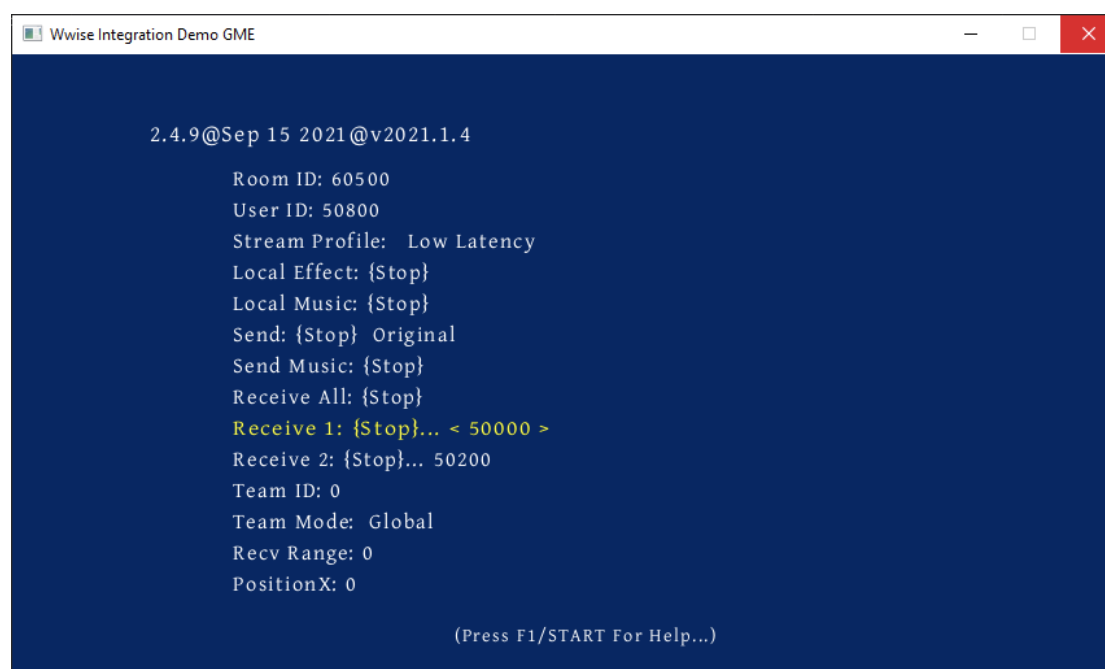 Wwise Integration Demo GME
2.4.9@Sep 15 2021@v2021.1.4
Room ID: 60500
User ID: 50800
Stream Profile: Low Latency
Local Effect: {Stop}
Local Music: {Stop}
Send: {Stop} Original
Send Music: {Stop}
Receive All: {Stop}
Receive 1: {Stop}... < 50000 >
Receive 2: {Stop}... 50200
Team ID: 0
Team Mode: Global
Recv Range: 0
PositionX: 0
(Press F1/START For Help...)